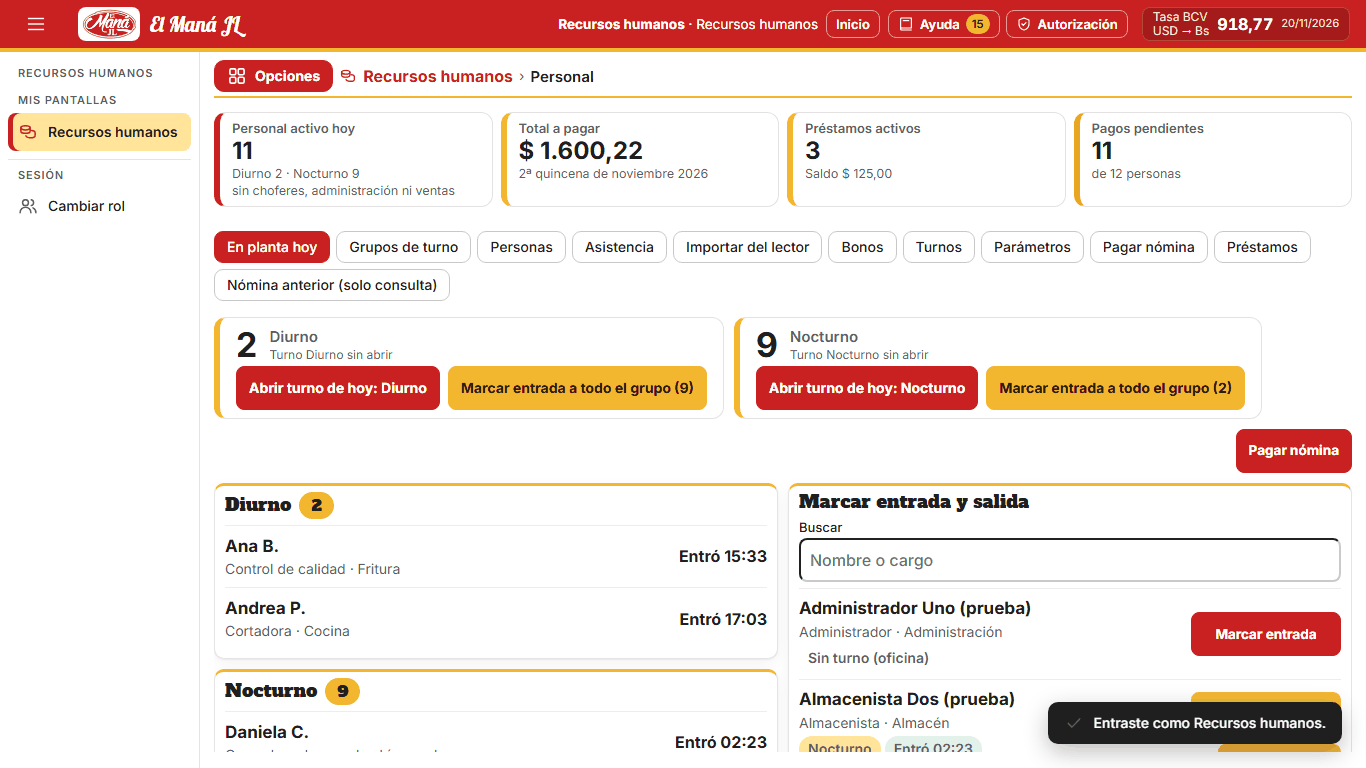 El Maná JL
Recursos humanos · Recursos humanos
Inicio
Ayuda 15
Autorización
Tasa BCV
USD → Bs
918,77
20/11/2026
RECURSOS HUMANOS
MIS PANTALLAS
Recursos humanos
SESIÓN
Cambiar rol
Opciones
Recursos humanos › Personal
Personal activo hoy
11
Diurno 2 · Nocturno 9
sin choferes, administración ni ventas
Total a pagar
$ 1.600,22
2ª quincena de noviembre 2026
Préstamos activos
3
Saldo $ 125,00
Pagos pendientes
11
de 12 personas
En planta hoy
Grupos de turno
Personas
Asistencia
Importar del lector
Bonos
Turnos
Parámetros
Pagar nómina
Préstamos
Nómina anterior (solo consulta)
2
Diurno
Turno Diurno sin abrir
Abrir turno de hoy: Diurno
Marcar entrada a todo el grupo (9)
9
Nocturno
Turno Nocturno sin abrir
Abrir turno de hoy: Nocturno
Marcar entrada a todo el grupo (2)
Pagar nómina
Diurno 2
Ana B.
Control de calidad · Fritura
Entró 15:33
Andrea P.
Cortadora · Cocina
Entró 17:03
Nocturno 9
Daniela C.
Entró 02:23
Marcar entrada y salida
Buscar
Nombre o cargo
Administrador Uno (prueba)
Administrador · Administración
Sin turno (oficina)
Marcar entrada
Almacenista Dos (prueba)
Almacenista · Almacén
Nocturno
Entró 02:23
Entraste como Recursos humanos.